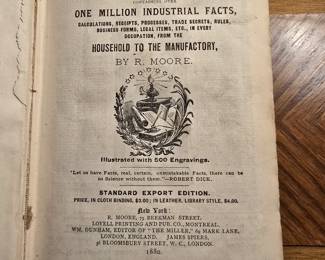 CONTAINING OVER
ONE MILLION INDUSTRIAL FACTS,
CALCULATIONS, RECEIPTS, PROCESSES, TRADE SECRETS, RULES,
BUSINESS FORMS, LEGAL ITEMS, ETC., IN EVERY
OCCUPATION, FROM THE
HOUSEHOLD TO THE MANUFACTORY,
BY R. MOORE.
Illustrated with 500 Engravings.
"Let us have Facts, real, certain, unmistakable Facts, there can be
no Science without them."—ROBERT DICK.
STANDARD EXPORT EDITION.
PRICE, IN CLOTH BINDING, $3.00; IN LEATHER, LIBRARY STYLE, $4.00.
New York:
R. MOORE, 73 BEEKMAN STREET.
LOVELL PRINTING AND PUB. CO., MONTREAL.
WM. DUNHAM, EDITOR OF "THE MILLER," 69 MARK LANE,
LONDON, ENGLAND. JAMES SPIERS,
36 BLOOMSBURY STREET, W. C., LONDON.